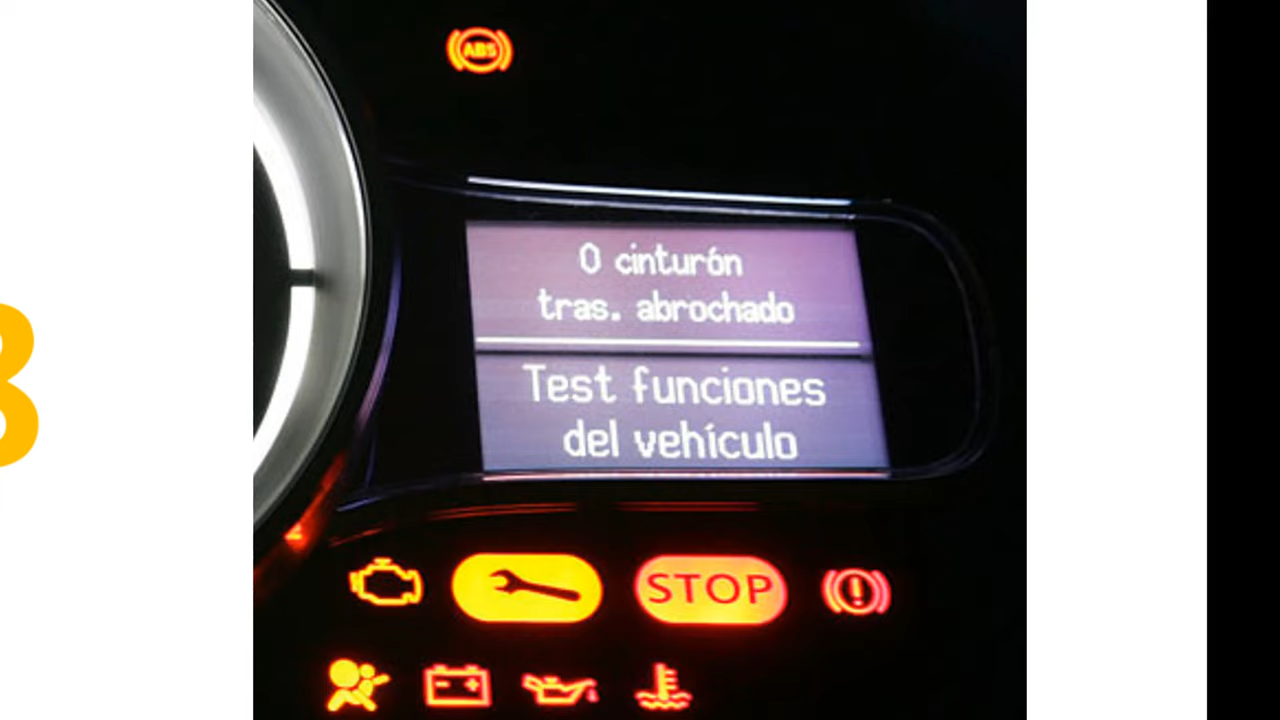 ABS
0 cinturón
tras. abrochado
Test funciones
del vehículo
STOP